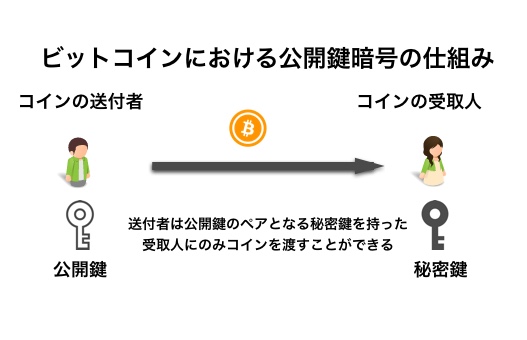 ビットコインにおける公開鍵暗号の仕組み
コインの送付者
コインの受取人
送付者は公開鍵のペアとなる秘密鍵を持った
受取人にのみコインを渡すことができる
公開鍵
秘密鍵